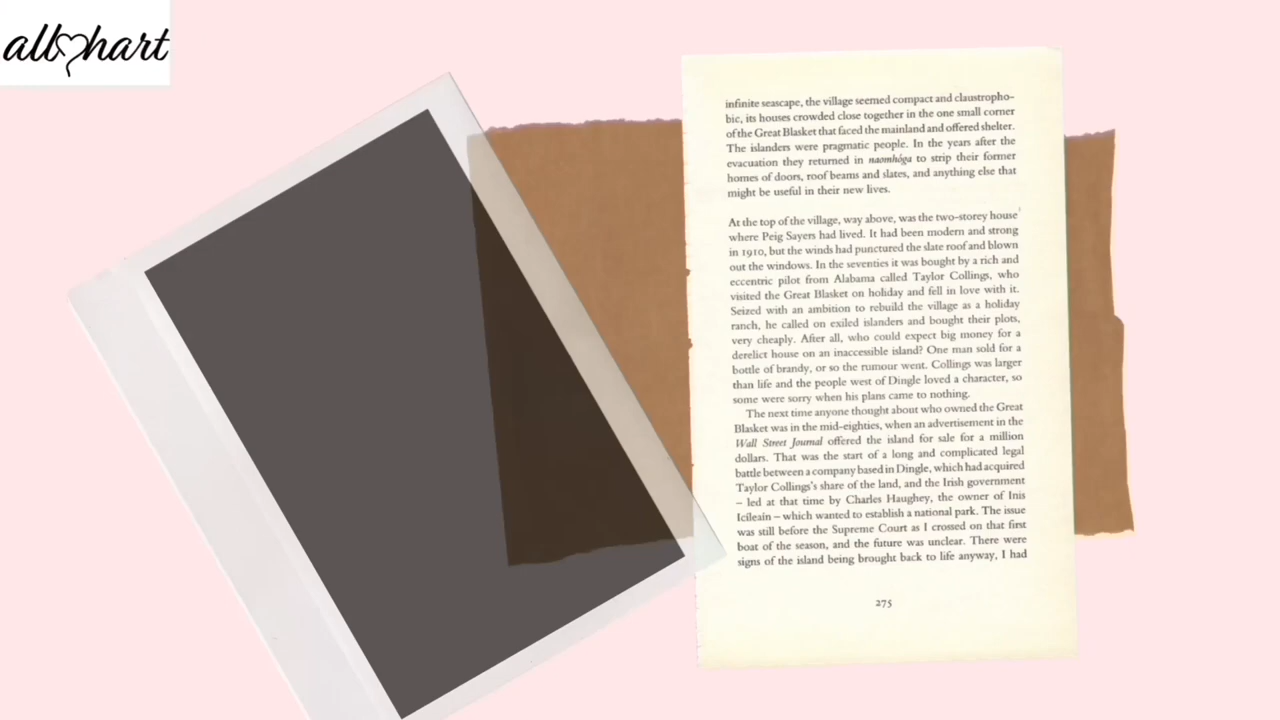 all hart
infinite seascape, the village seemed compact and claustropho-
bic, its houses crowded close together in the one small corner
of the Great Blasket that faced the mainland and offered shelter.
The islanders were pragmatic people. In the years after the
evacuation they returned in naomhóga to strip their former
homes of doors, roof beams and slates, and anything else that
might be useful in their new lives.
At the top of the village, way above, was the two-storey house
where Peig Sayers had lived. It had been modern and strong
in 1910, but the winds had punctured the slate roof and blown
out the windows. In the seventies it was bought by a rich and
eccentric pilot from Alabama called Taylor Collings, who
visited the Great Blasket on holiday and fell in love with it.
Seized with an ambition to rebuild the village as a holiday
ranch, he called on exiled islanders and bought their plots,
very cheaply. After all, who could expect big money for a
derelict house on an inaccessible island? One man sold for a
bottle of brandy, or so the rumour went. Collings was larger
than life and the people west of Dingle loved a character, so
some were sorry when his plans came to nothing.
The next time anyone thought about who owned the Great
Blasket was in the mid-eighties, when an advertisement in the
Wall Street Journal offered the island for sale for a million
dollars. That was the start of a long and complicated legal
battle between a company based in Dingle, which had acquired
Taylor Collings's share of the land, and the Irish government
– led at that time by Charles Haughey, the owner of Inis
Icíleain – which wanted to establish a national park. The issue
was still before the Supreme Court as I crossed on that first
boat of the season, and the future was unclear. There were
signs of the island being brought back to life anyway, I had
275